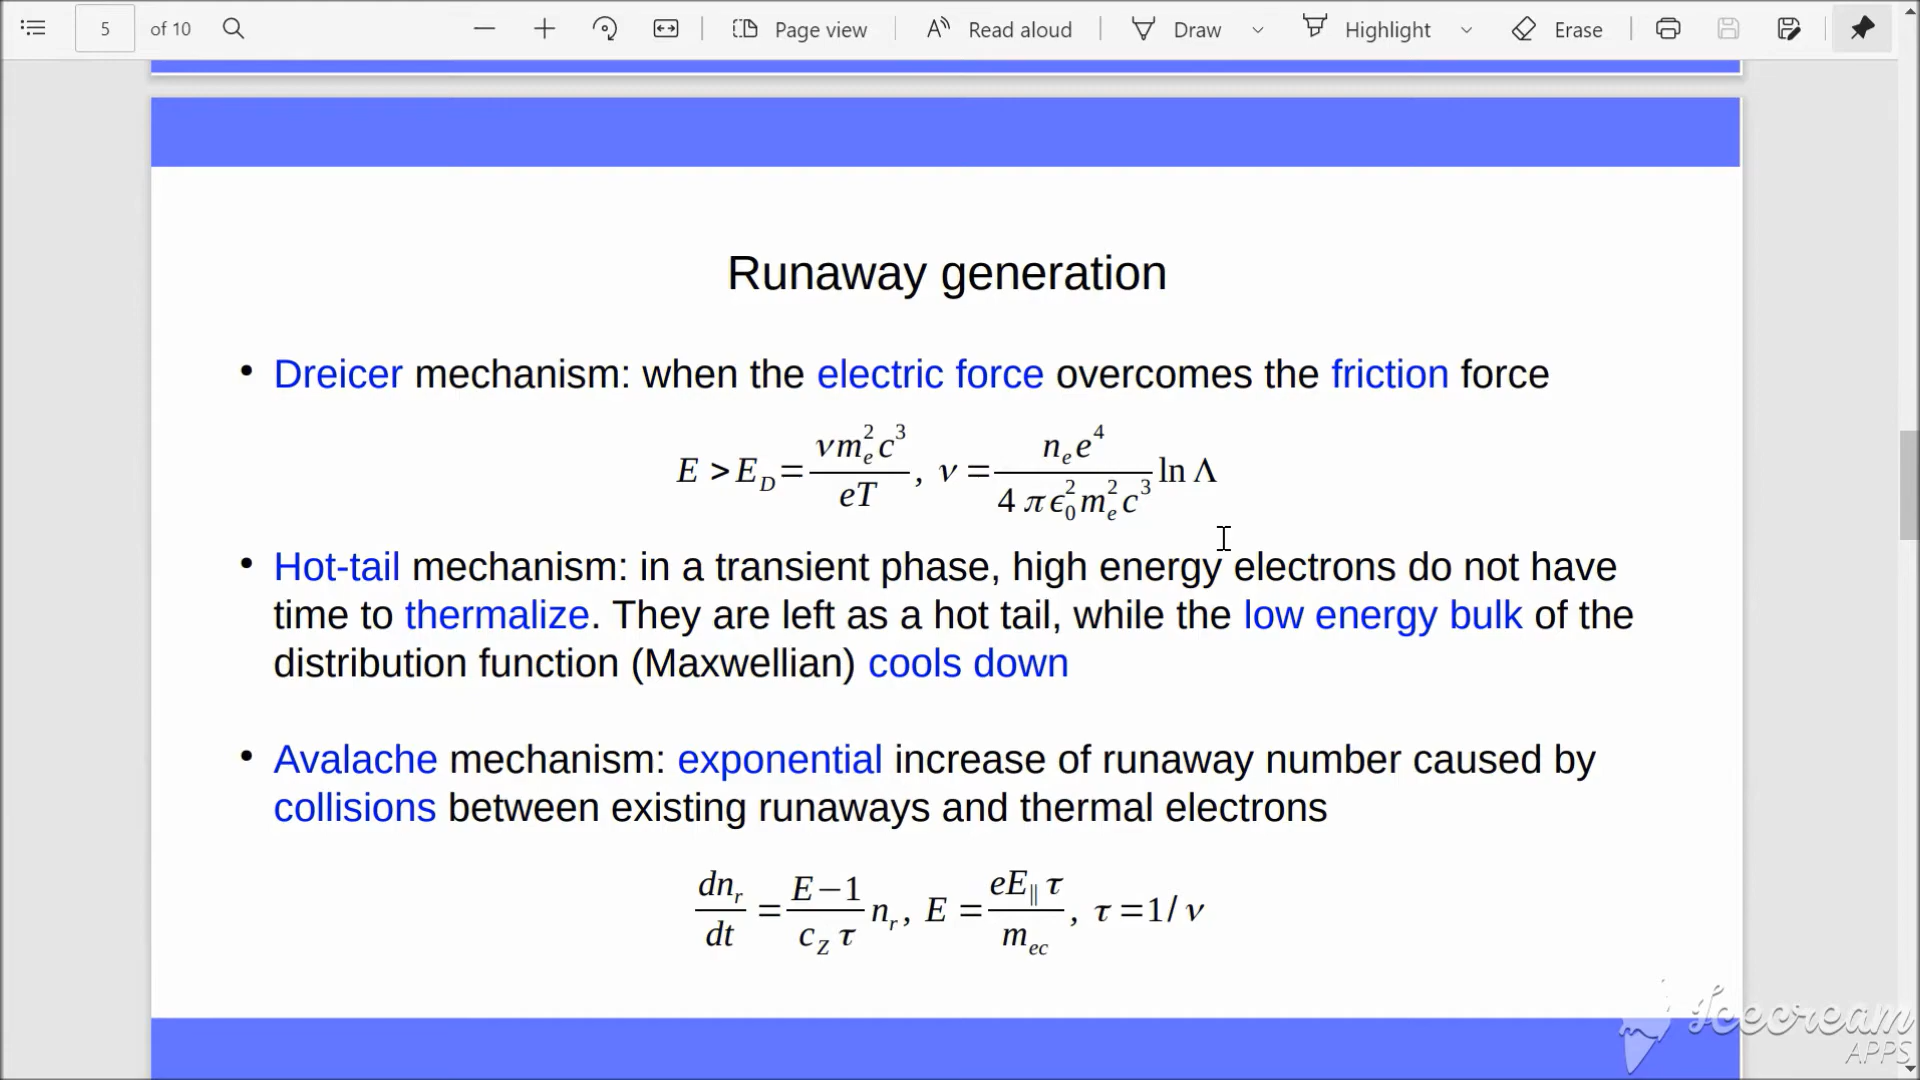 5 of 10 Page view Read aloud Draw Highlight Erase
Runaway generation
• Dreicer mechanism: when the electric force overcomes the friction force
E > E_D = νm_e^2 c^3 / eT , ν = n_e e^4 / 4 π ϵ_0^2 m_e^2 c^3 ln Λ
• Hot-tail mechanism: in a transient phase, high energy electrons do not have
time to thermalize. They are left as a hot tail, while the low energy bulk of the
distribution function (Maxwellian) cools down
• Avalache mechanism: exponential increase of runaway number caused by
collisions between existing runaways and thermal electrons
dn_r / dt = E−1 / c_Z τ n_r , E = eE_∥ τ / m_ec , τ = 1/ ν
Icecream
APPS